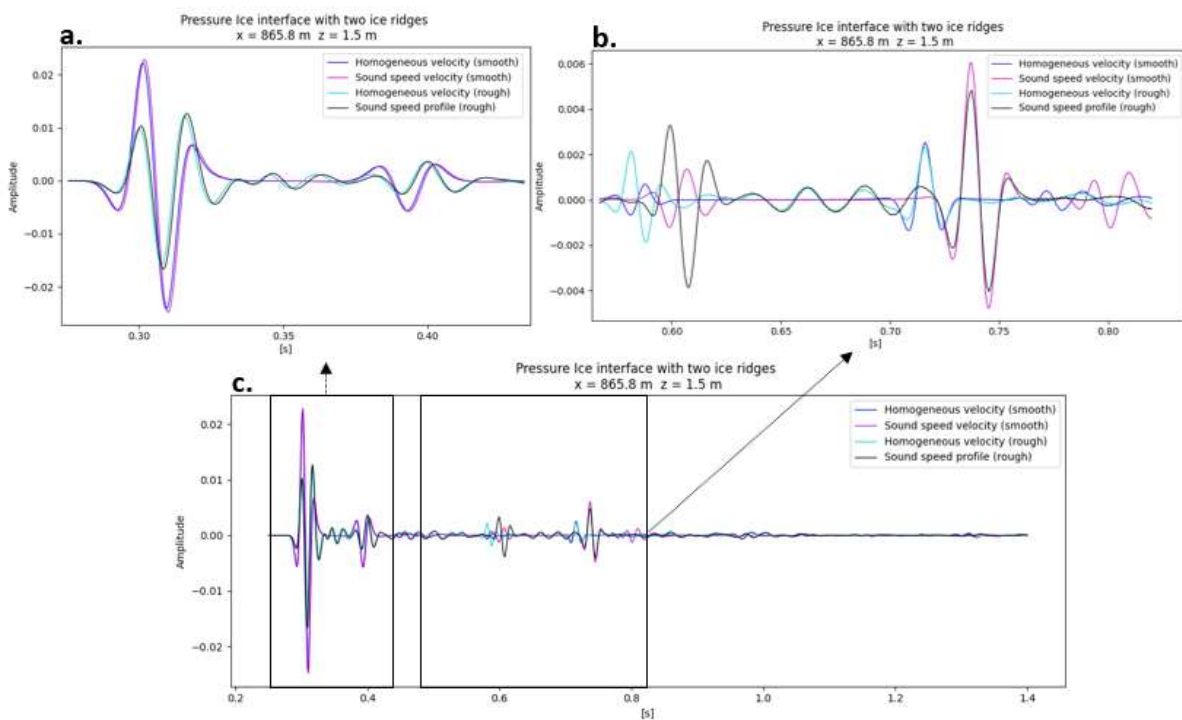 a.
Pressure Ice interface with two ice ridges
x = 865.8 m  z = 1.5 m
Homogeneous velocity (smooth)
Sound speed velocity (smooth)
Homogeneous velocity (rough)
Sound speed profile (rough)
Amplitude
0.02
0.01
0.00
−0.01
−0.02
0.30
0.35
0.40
[s]
b.
Pressure Ice interface with two ice ridges
x = 865.8 m  z = 1.5 m
Homogeneous velocity (smooth)
Sound speed velocity (smooth)
Homogeneous velocity (rough)
Sound speed profile (rough)
Amplitude
0.006
0.004
0.002
0.000
−0.002
−0.004
0.60
0.65
0.70
0.75
0.80
[s]
c.
Pressure Ice interface with two ice ridges
x = 865.8 m  z = 1.5 m
Homogeneous velocity (smooth)
Sound speed velocity (smooth)
Homogeneous velocity (rough)
Sound speed profile (rough)
Amplitude
0.02
0.01
0.00
−0.01
−0.02
0.2
0.4
0.6
0.8
1.0
1.2
1.4
[s]